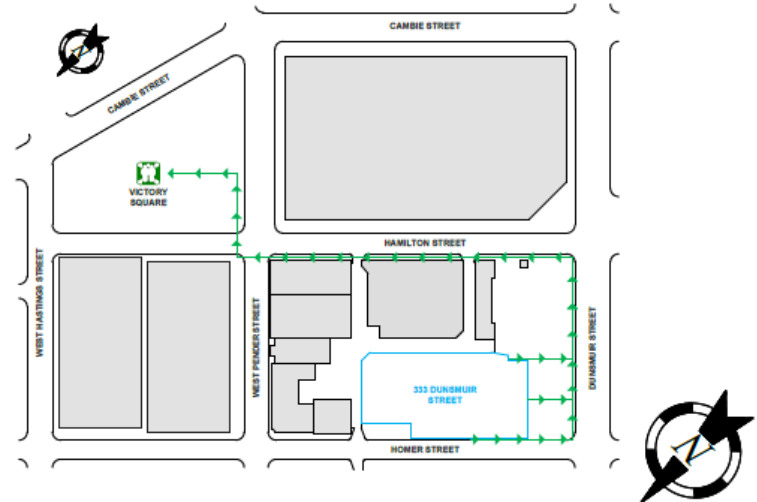 CAMBIE STREET
N
CAMBIE STREET
VICTORY
SQUARE
HAMILTON STREET
WEST HASTINGS STREET
WEST PENDER STREET
DUNSMUIR STREET
333 DUNSMUIR
STREET
HOMER STREET
N